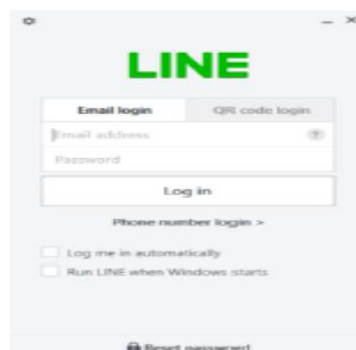 LINE
Email login QR code login
Email address ?
Password
Log in
Phone number login >
Log me in automatically
Run LINE when Windows starts
Reset password